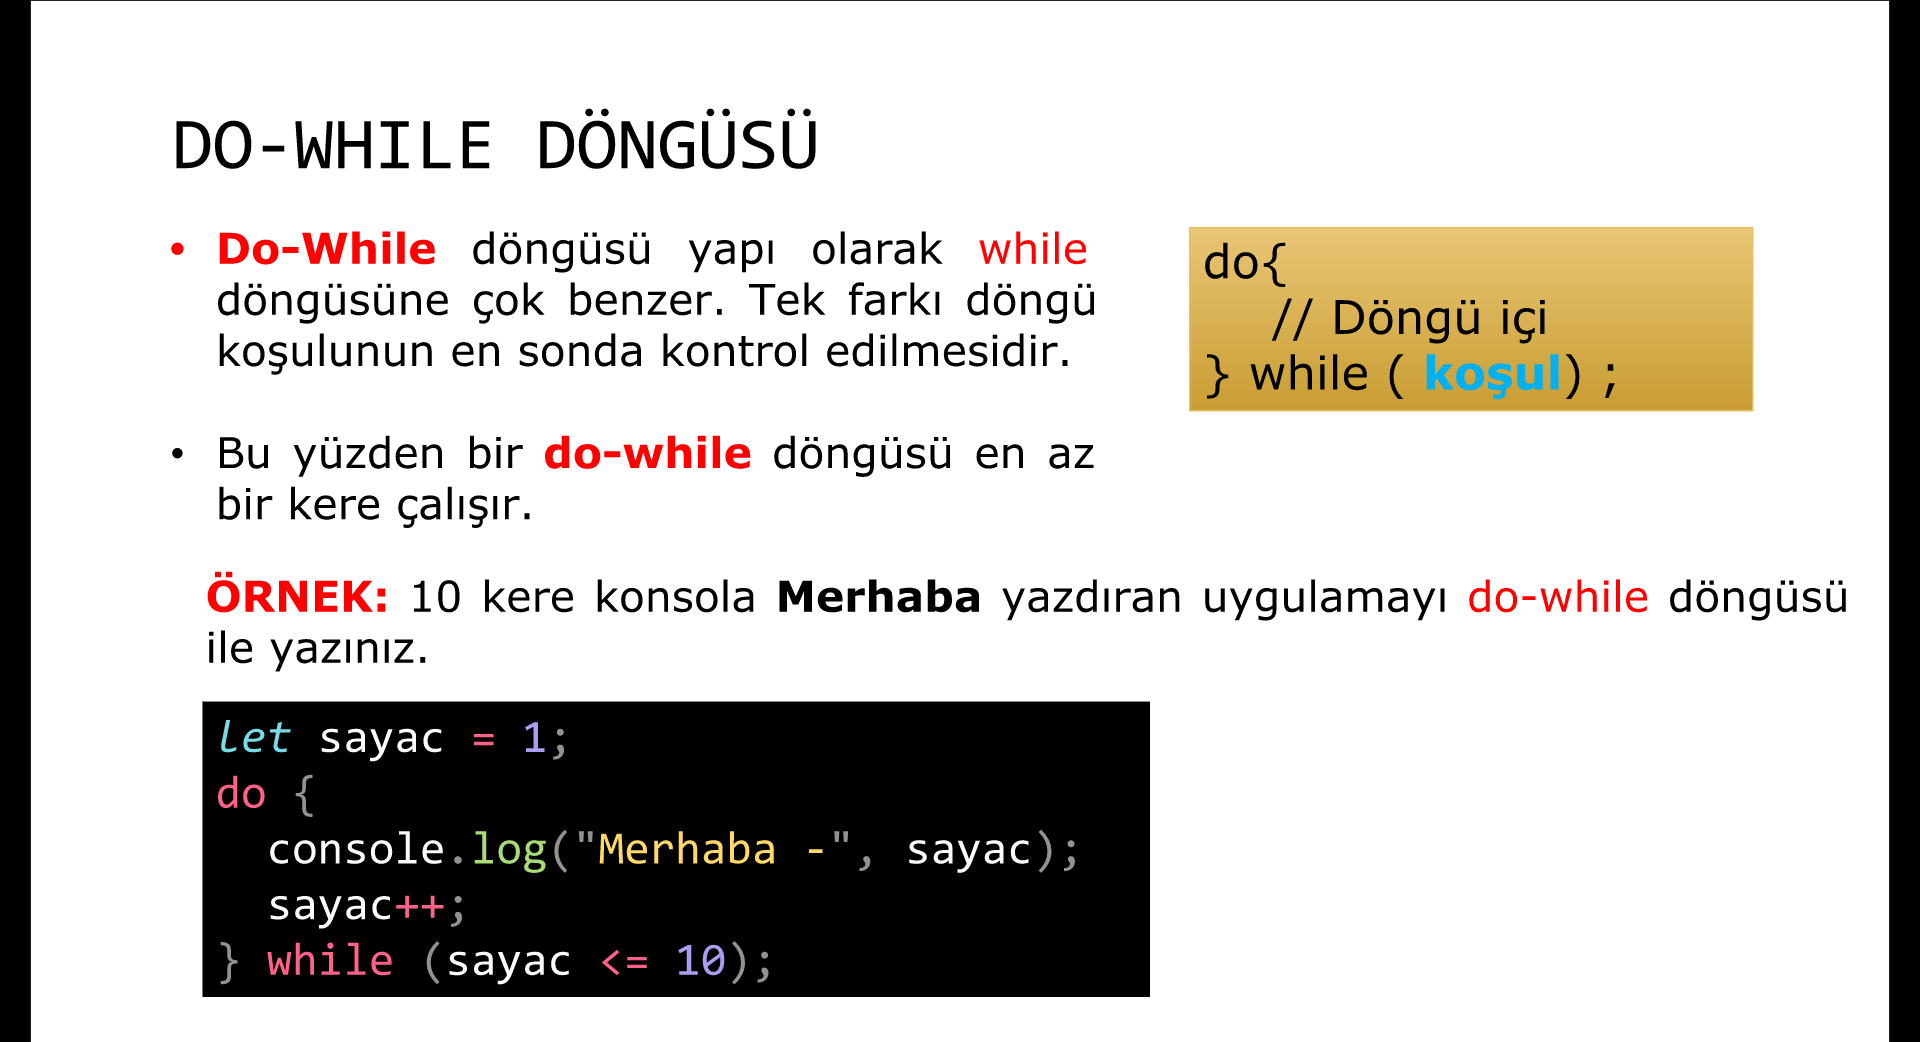 DO-WHILE DÖNGÜSÜ
• Do-While döngüsü yapı olarak while
döngüsüne çok benzer. Tek farkı döngü
koşulunun en sonda kontrol edilmesidir.
• Bu yüzden bir do-while döngüsü en az
bir kere çalışır.
do{
// Döngü içi
} while ( koşul) ;
ÖRNEK: 10 kere konsola Merhaba yazdıran uygulamayı do-while döngüsü
ile yazınız.
let sayac = 1;
do {
  console.log("Merhaba -", sayac);
  sayac++;
} while (sayac <= 10);